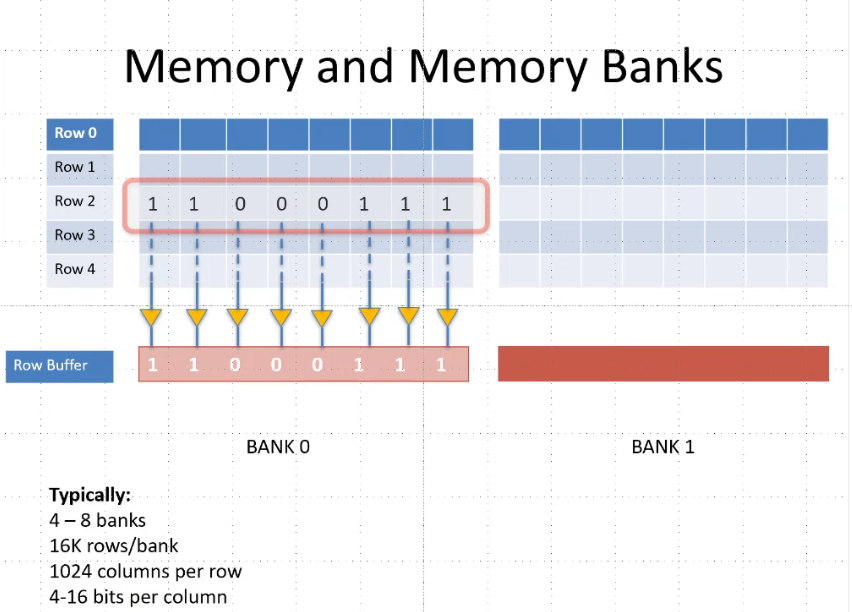 Memory and Memory Banks
Row 0
Row 1
Row 2 1 1 0 0 0 1 1 1
Row 3
Row 4
Row Buffer 1 1 0 0 0 1 1 1
BANK 0 BANK 1
Typically:
4 – 8 banks
16K rows/bank
1024 columns per row
4-16 bits per column